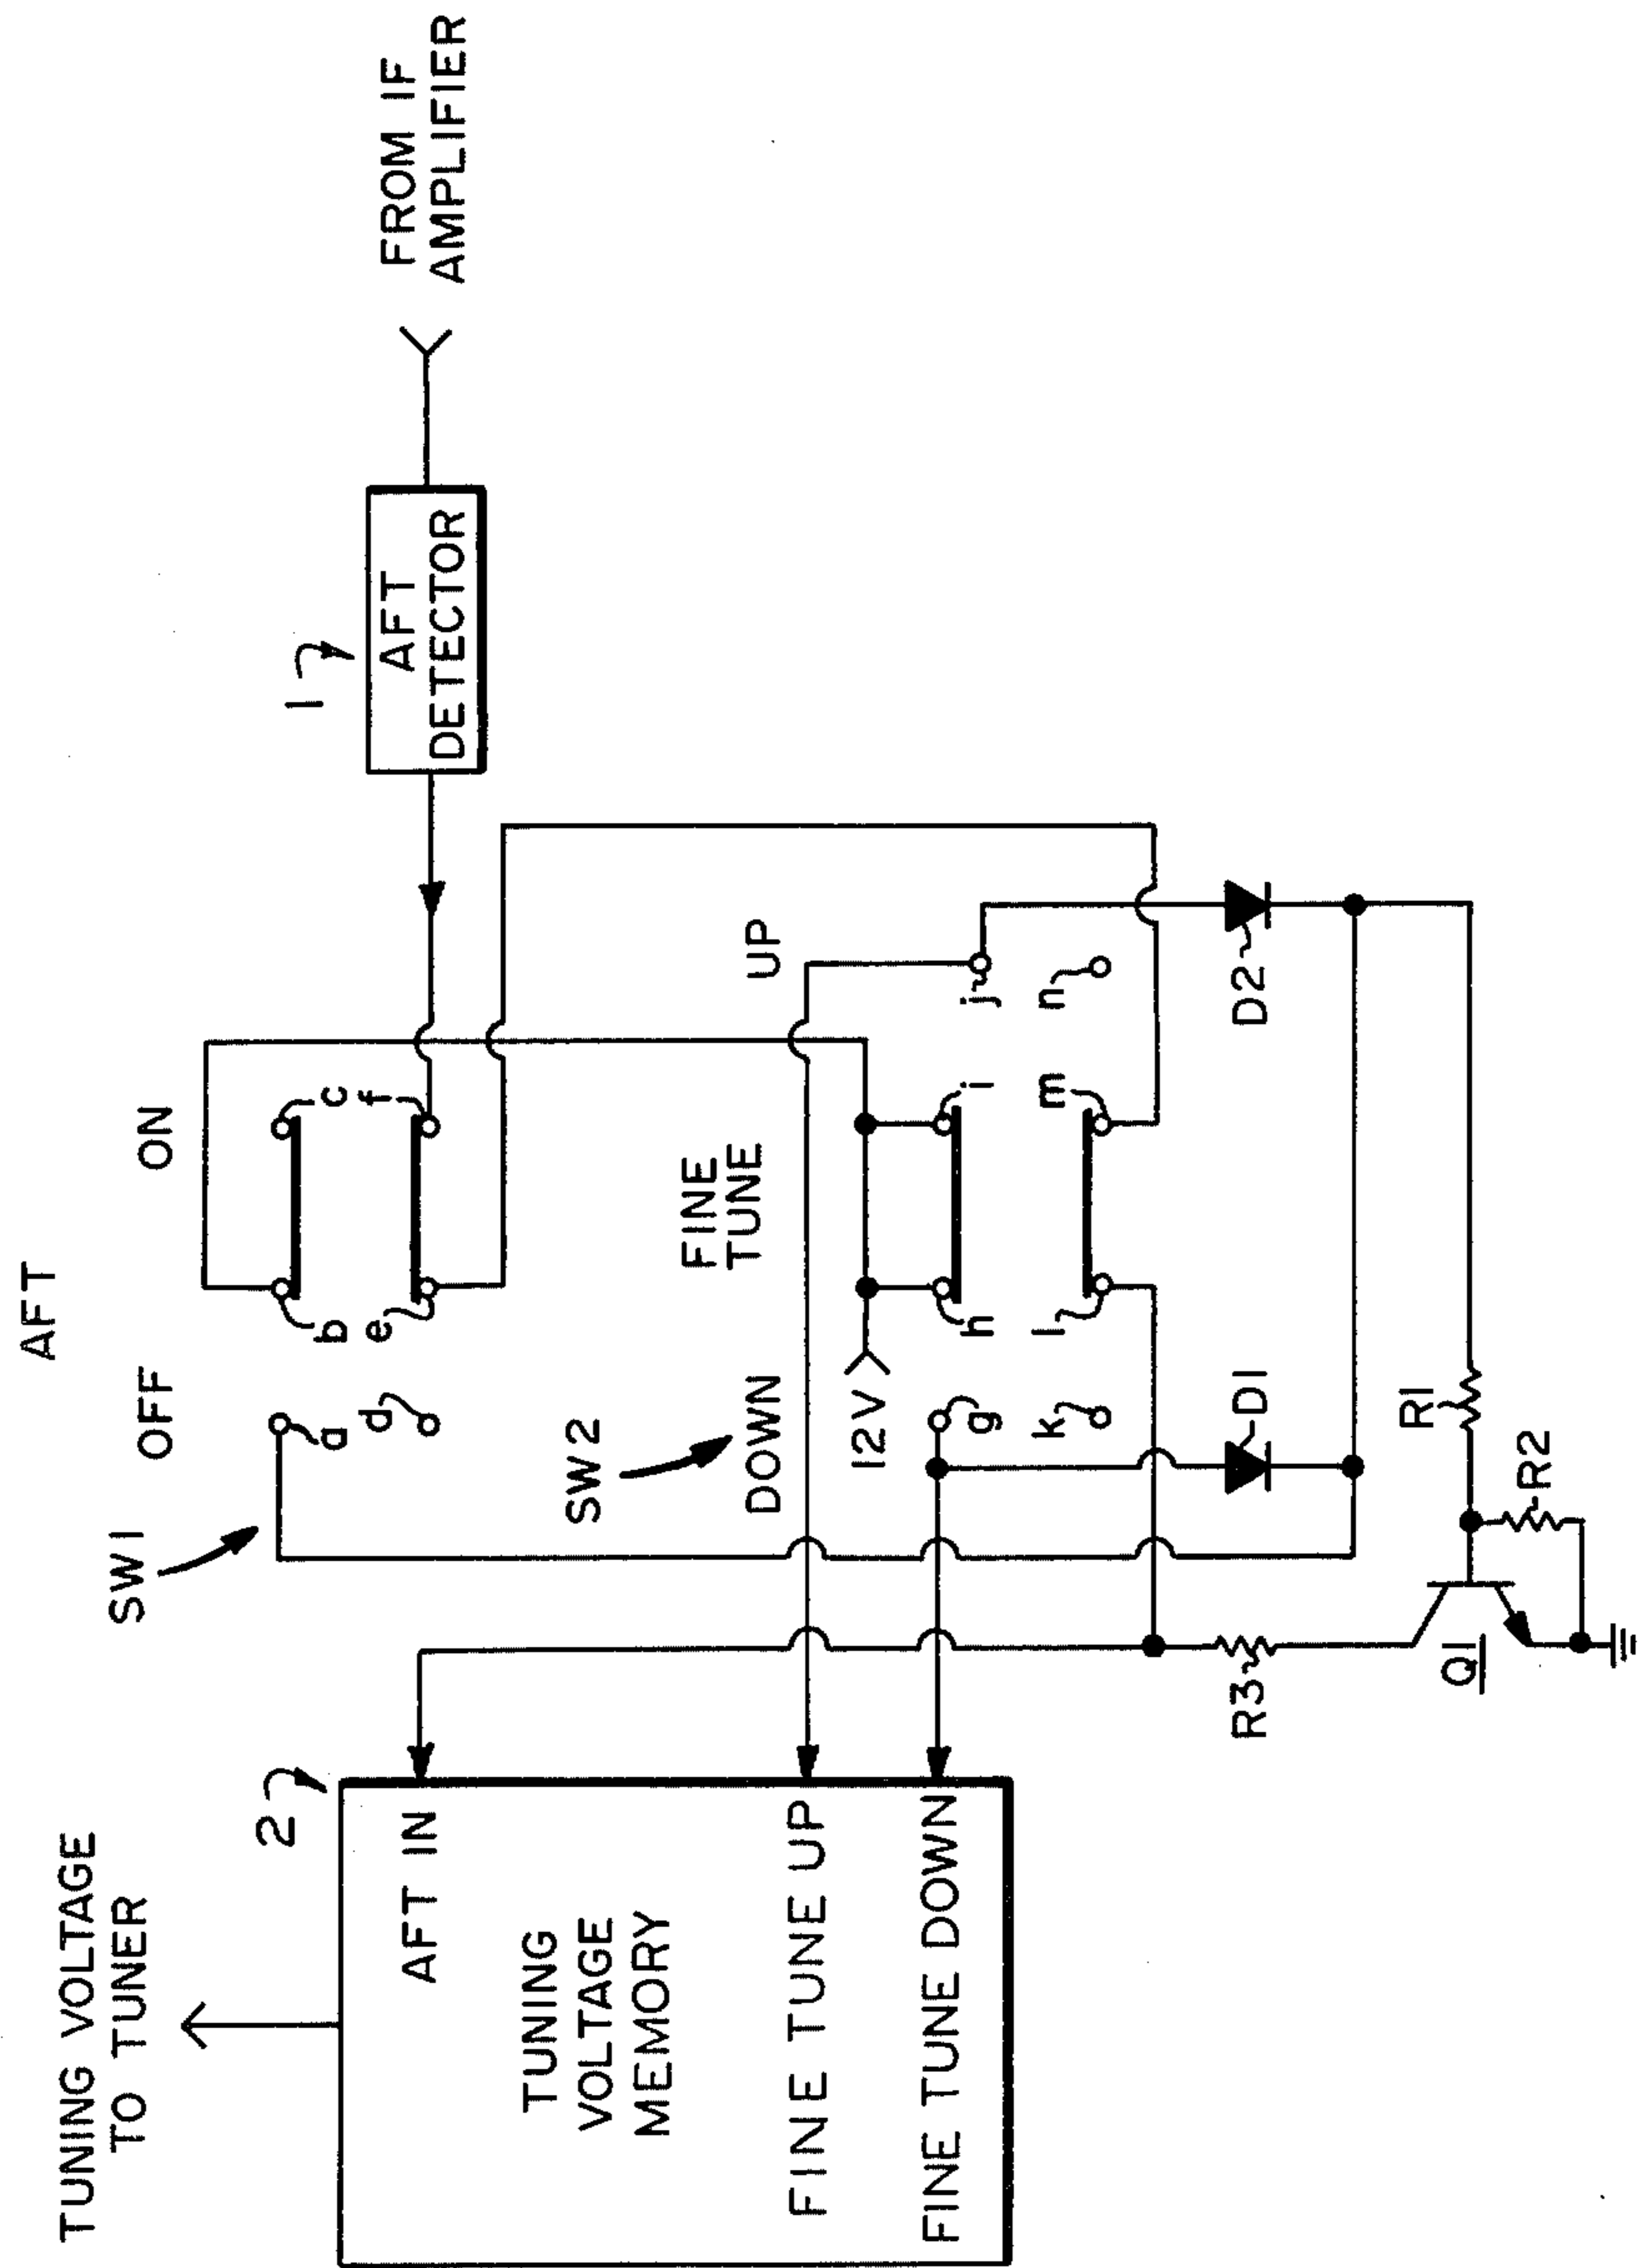 AFT
OFF
ON
SW1
a
b
c
d
e
f
1
AFT
DETECTOR
FROM IF
AMPLIFIER
TUNING VOLTAGE
TO TUNER
2
AFT IN
TUNING
VOLTAGE
MEMORY
FINE TUNE UP
FINE TUNE DOWN
SW2
DOWN
FINE
TUNE
UP
12V
g
h
i
j
k
l
m
n
D1
D2
R1
R2
R3
Q1